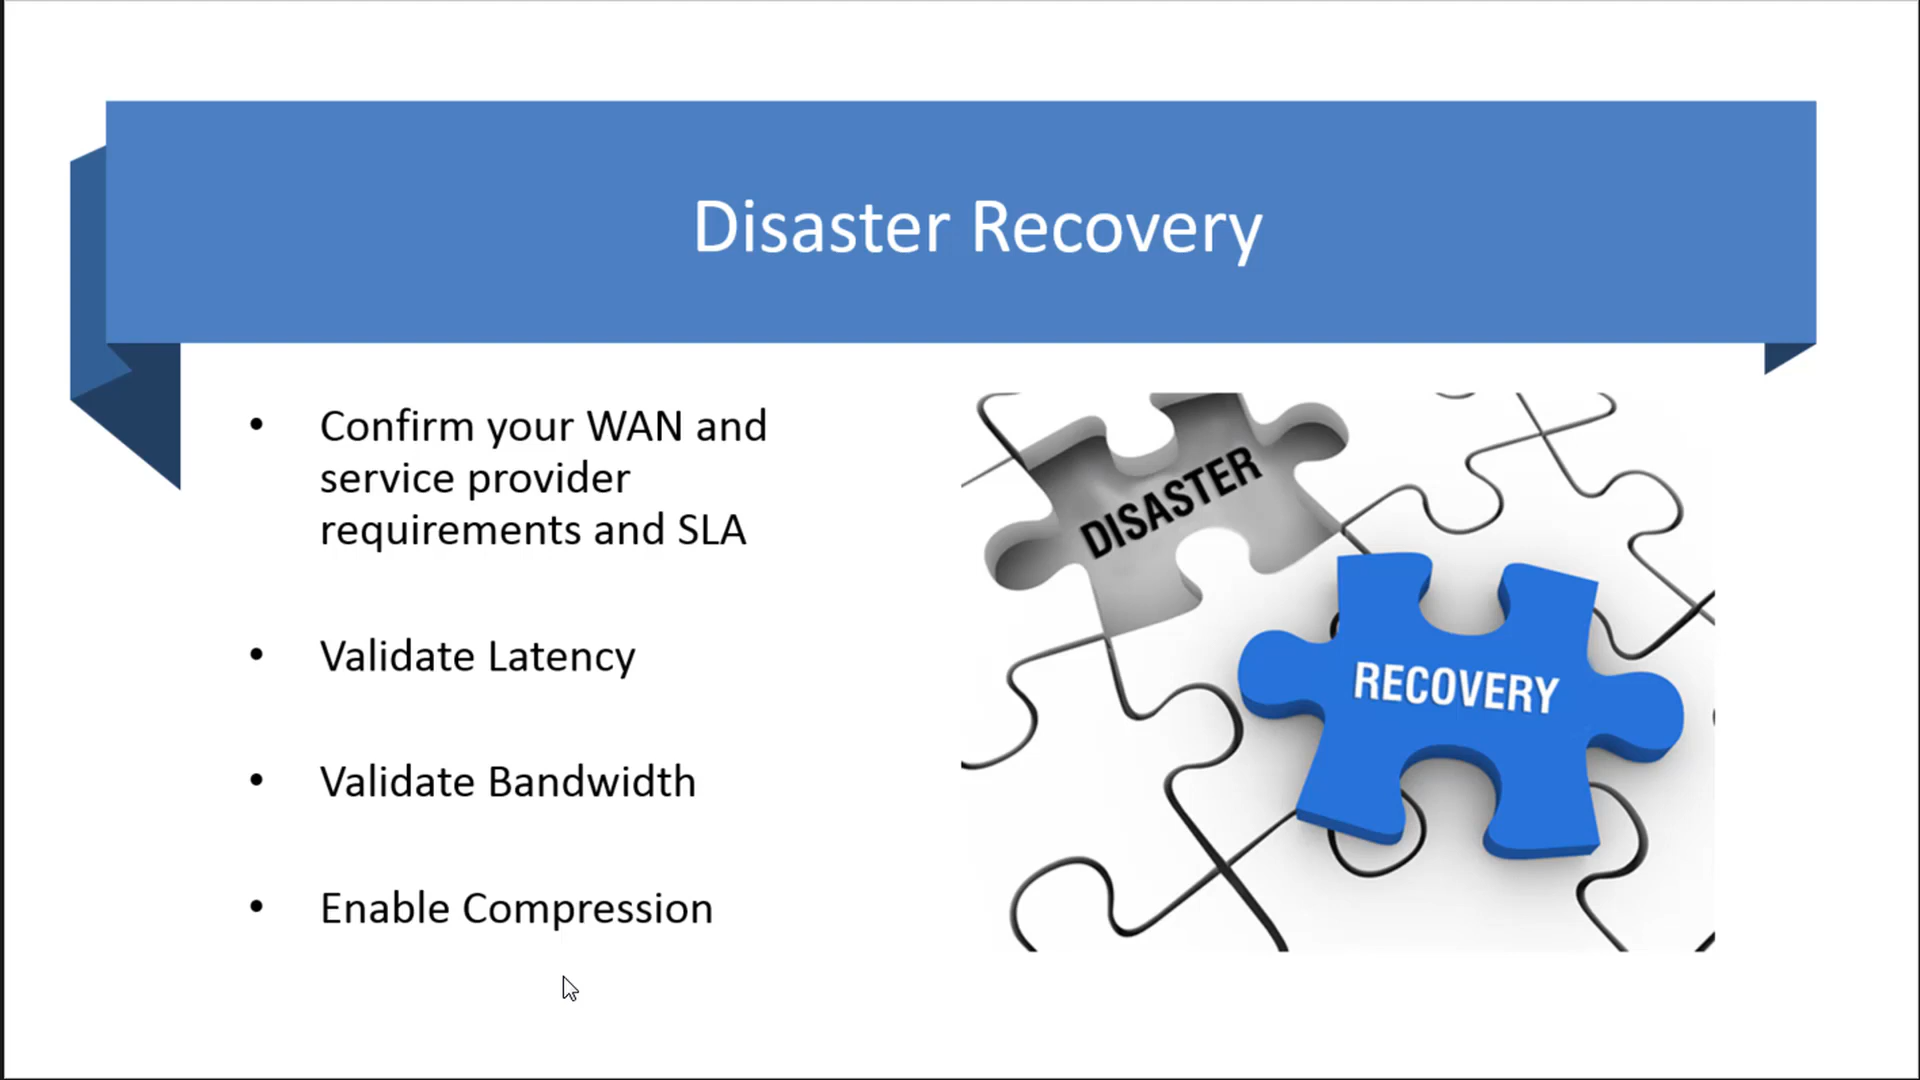 Disaster Recovery
• Confirm your WAN and
service provider
requirements and SLA
• Validate Latency
• Validate Bandwidth
• Enable Compression
DISASTER
RECOVERY